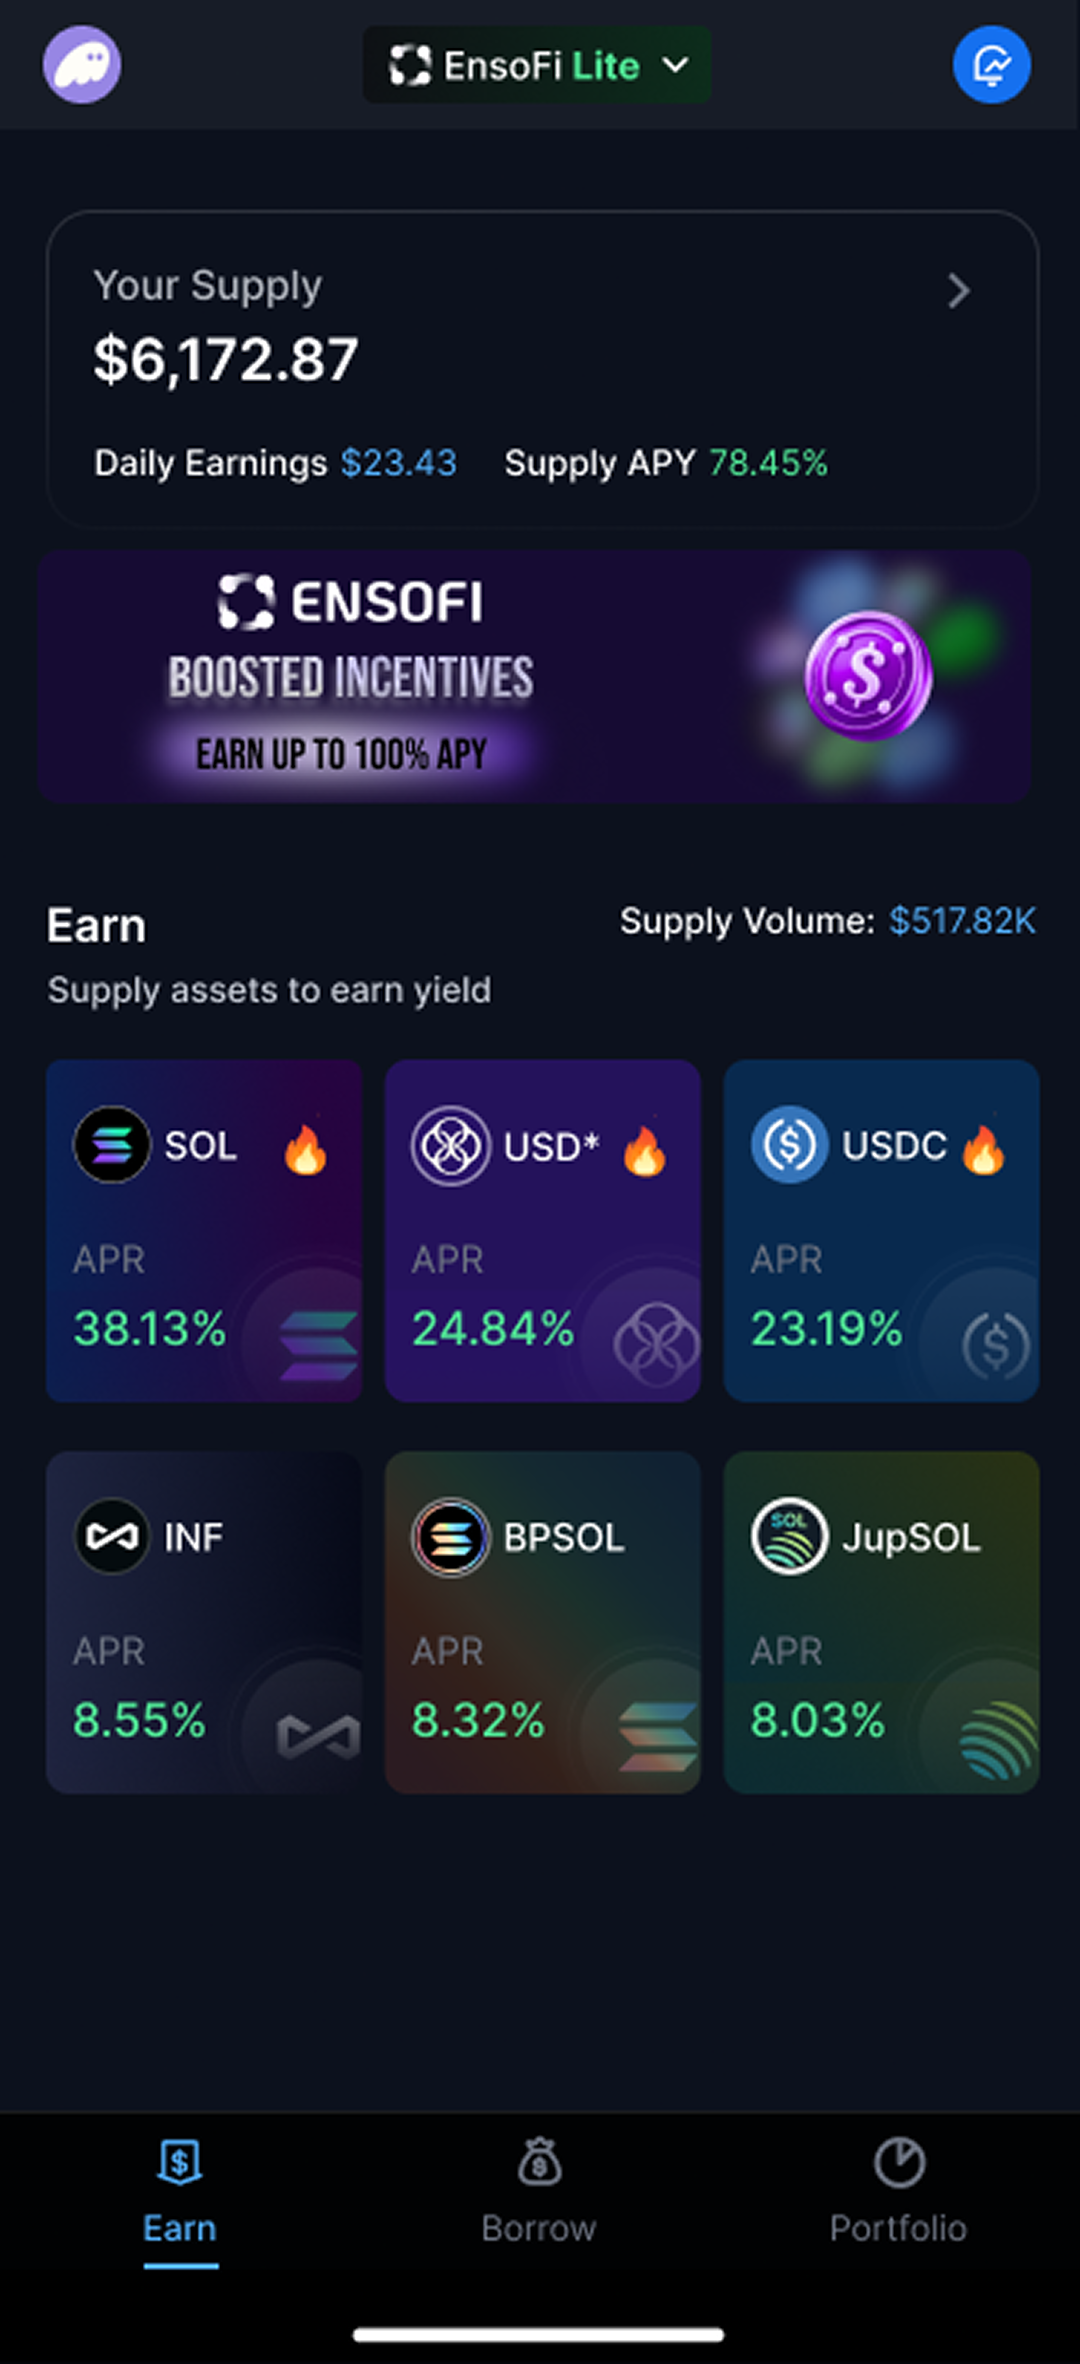 EnsoFi Lite
Your Supply
$6,172.87
Daily Earnings $23.43 Supply APY 78.45%
ENSOFI
BOOSTED INCENTIVES
EARN UP TO 100% APY
Earn
Supply Volume: $517.82K
Supply assets to earn yield
SOL
APR
38.13%
USD*
APR
24.84%
USDC
APR
23.19%
INF
APR
8.55%
BPSOL
APR
8.32%
SOL
JupSOL
APR
8.03%
Earn
Borrow
Portfolio